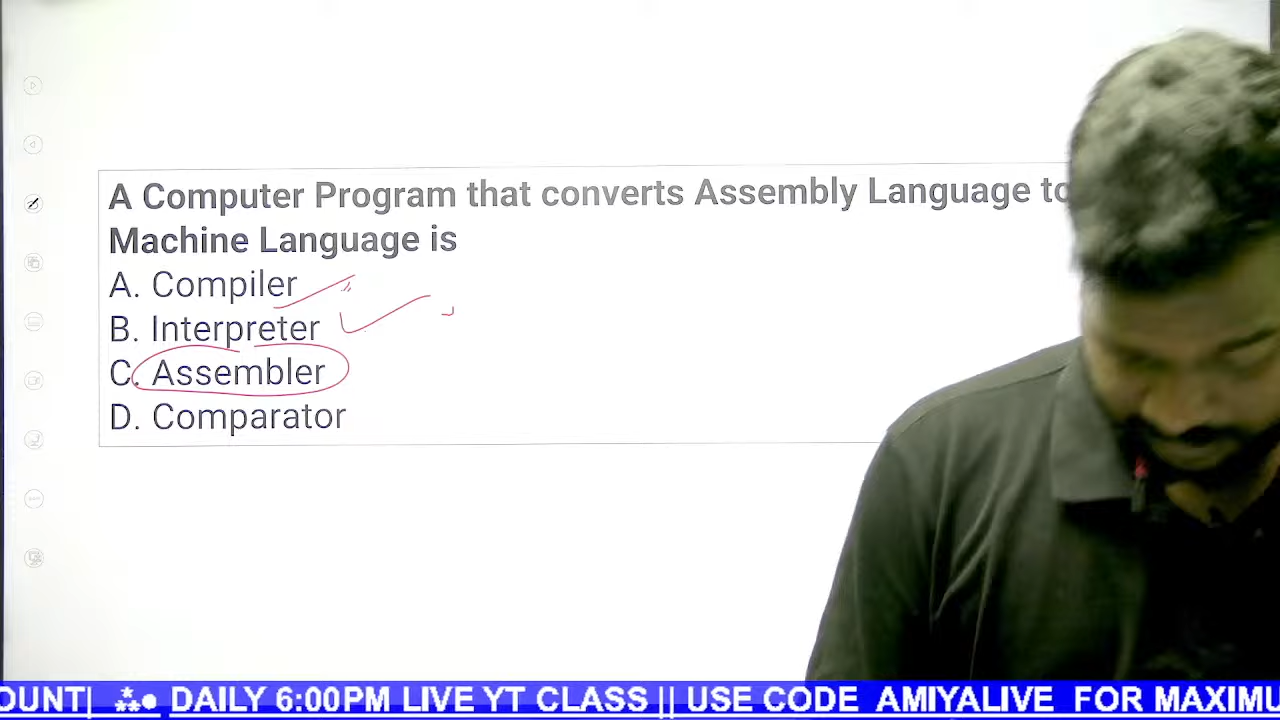 A Computer Program that converts Assembly Language to
Machine Language is
A. Compiler
B. Interpreter
C. Assembler
D. Comparator
OUNT| DAILY 6:00PM LIVE YT CLASS || USE CODE AMIYALIVE FOR MAXIMU